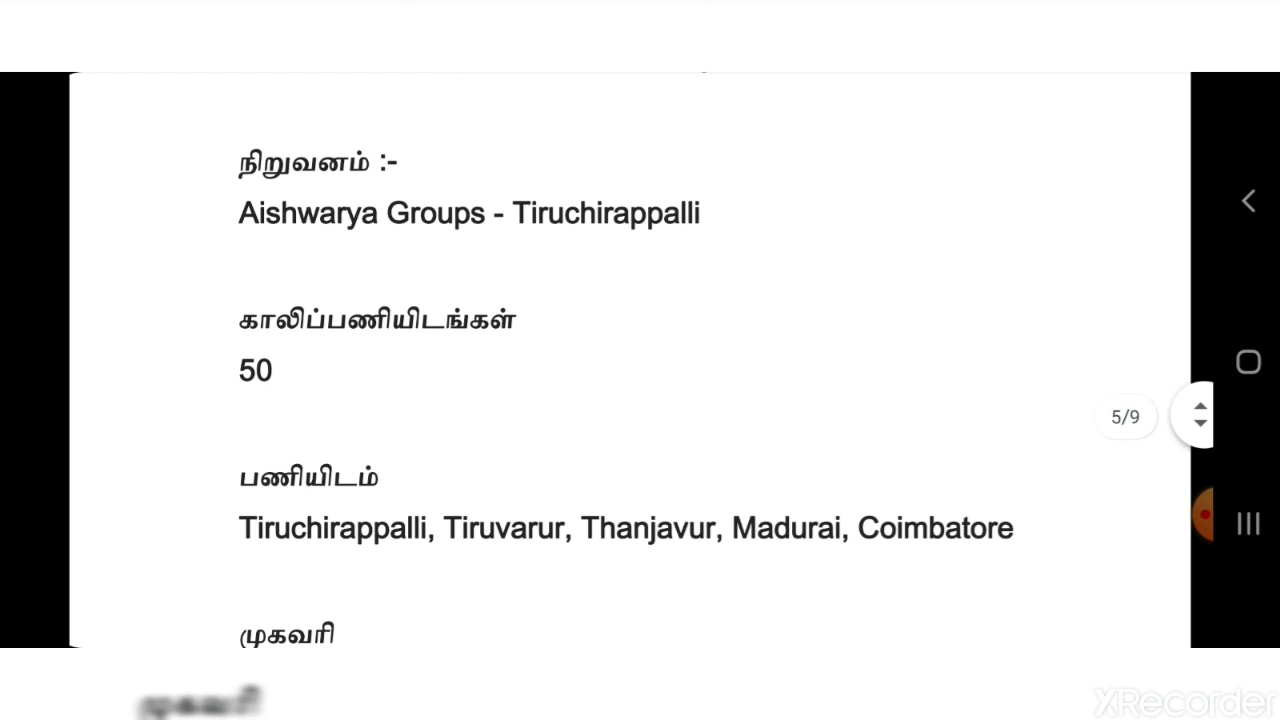 நிறுவனம் :-
Aishwarya Groups - Tiruchirappalli
காலிப்பணியிடங்கள்
50
5/9
பணியிடம்
Tiruchirappalli, Tiruvarur, Thanjavur, Madurai, Coimbatore
முகவரி
முகவரி
XRecorder